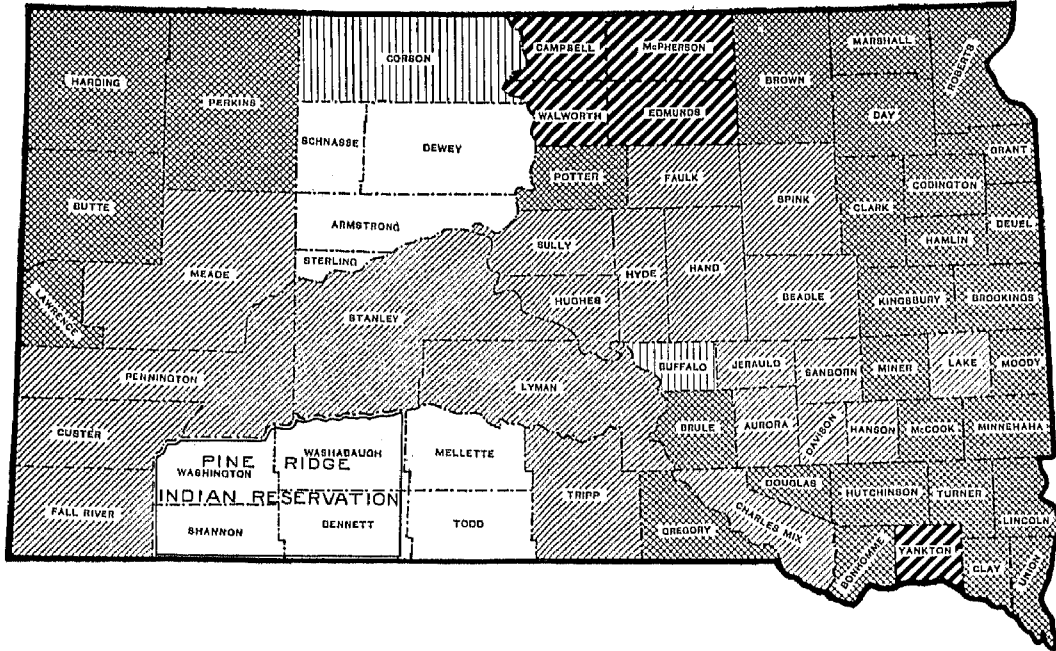 CORSON
CAMPBELL
McPHERSON
MARSHALL
ROBERTS
HARDING
PERKINS
BROWN
WALWORTH
EDMUNDS
DAY
SCHNASSE
DEWEY
GRANT
POTTER
FAULK
CODINGTON
BUTTE
SPINK
CLARK
DEUEL
ARMSTRONG
HAMLIN
SULLY
STERLING
MEADE
HYDE
HAND
LAWRENCE
HUGHES
BEADLE
KINGSBURY
BROOKINGS
STANLEY
BUFFALO
JERAULD
SANBORN
MINER
LAKE
MOODY
PENNINGTON
LYMAN
CUSTER
BRULE
AURORA
DAVISON
HANSON
McCOOK
MINNEHAHA
WASHABAUGH
MELLETTE
PINE RIDGE
WASHINGTON
DOUGLAS
INDIAN RESERVATION
TRIPP
HUTCHINSON
TURNER
FALL RIVER
SHANNON
BENNETT
TODD
GREGORY
CHARLES MIX
LINCOLN
BONHOMME
YANKTON
CLAY
UNION